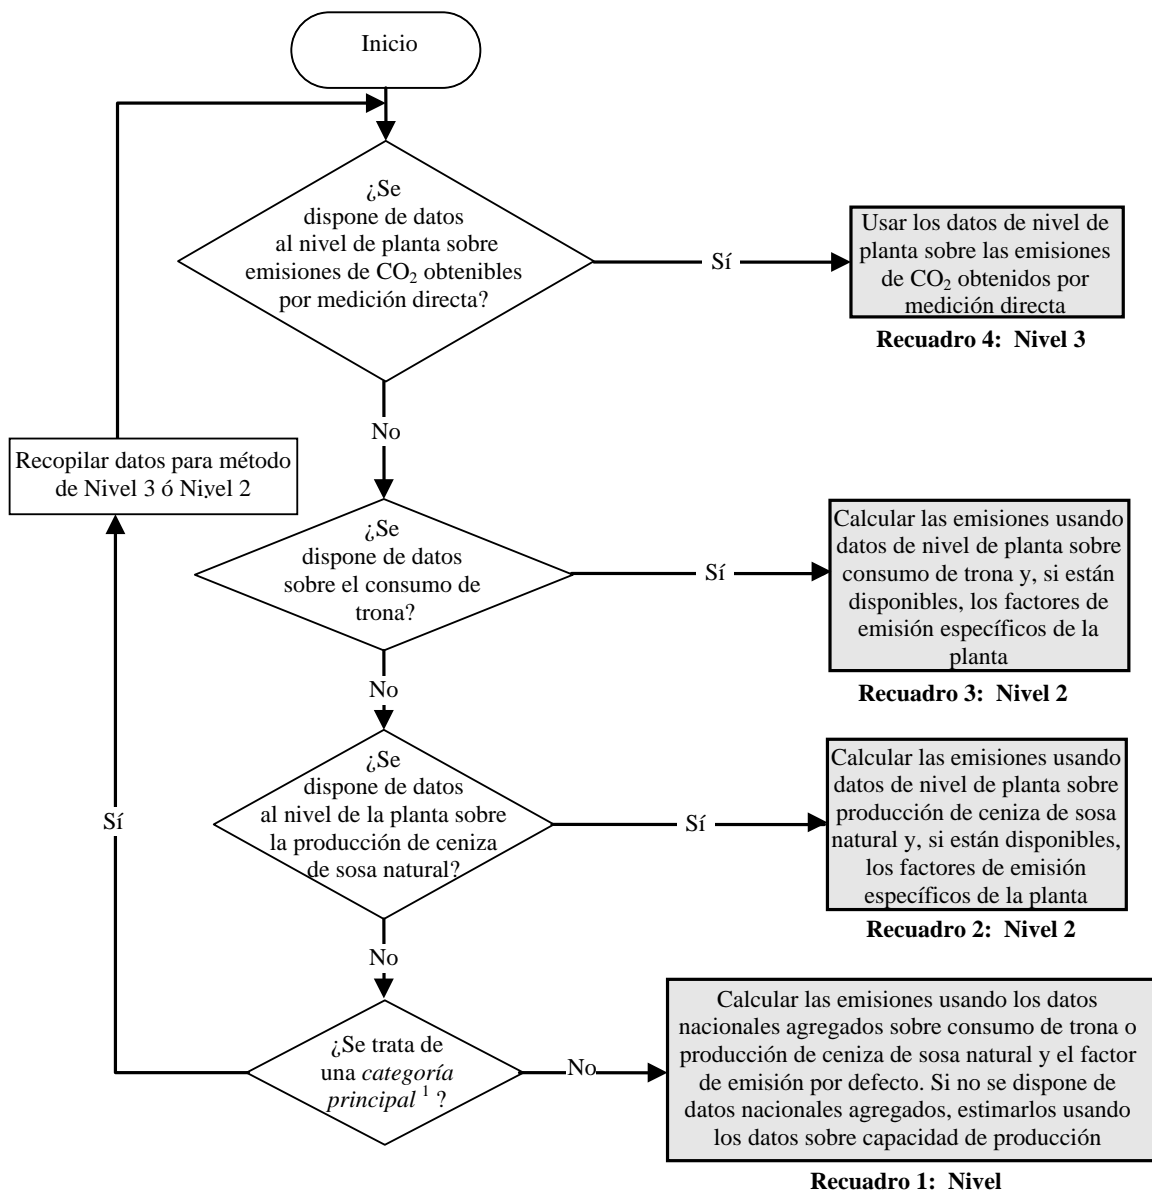 Inicio
¿Se
dispone de datos
al nivel de planta sobre
emisiones de CO₂ obtenibles
por medición directa?
Sí
Usar los datos de nivel de
planta sobre las emisiones
de CO₂ obtenidos por
medición directa
Recuadro 4: Nivel 3
No
Recopilar datos para método
de Nivel 3 ó Nivel 2
¿Se
dispone de datos
sobre el consumo de
trona?
Sí
Calcular las emisiones usando
datos de nivel de planta sobre
consumo de trona y, si están
disponibles, los factores de
emisión específicos de la
planta
Recuadro 3: Nivel 2
No
¿Se
dispone de datos
al nivel de la planta sobre
la producción de ceniza
de sosa natural?
Sí
Calcular las emisiones usando
datos de nivel de planta sobre
producción de ceniza de sosa
natural y, si están disponibles,
los factores de emisión
específicos de la planta
Recuadro 2: Nivel 2
Sí
No
¿Se trata de
una categoría
principal ¹ ?
No
Calcular las emisiones usando los datos
nacionales agregados sobre consumo de trona o
producción de ceniza de sosa natural y el factor
de emisión por defecto. Si no se dispone de
datos nacionales agregados, estimarlos usando
los datos sobre capacidad de producción
Recuadro 1: Nivel